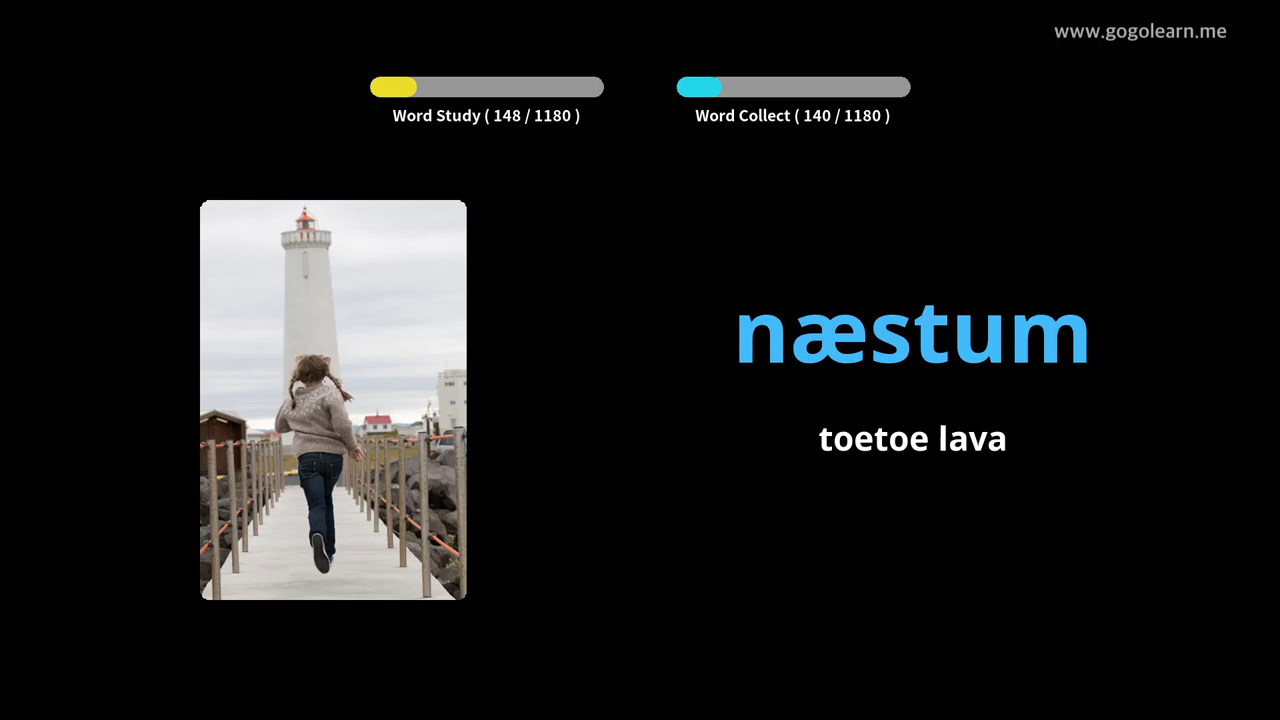 www.gogolearn.me
Word Study ( 148 / 1180 )
Word Collect ( 140 / 1180 )
næstum
toetoe lava